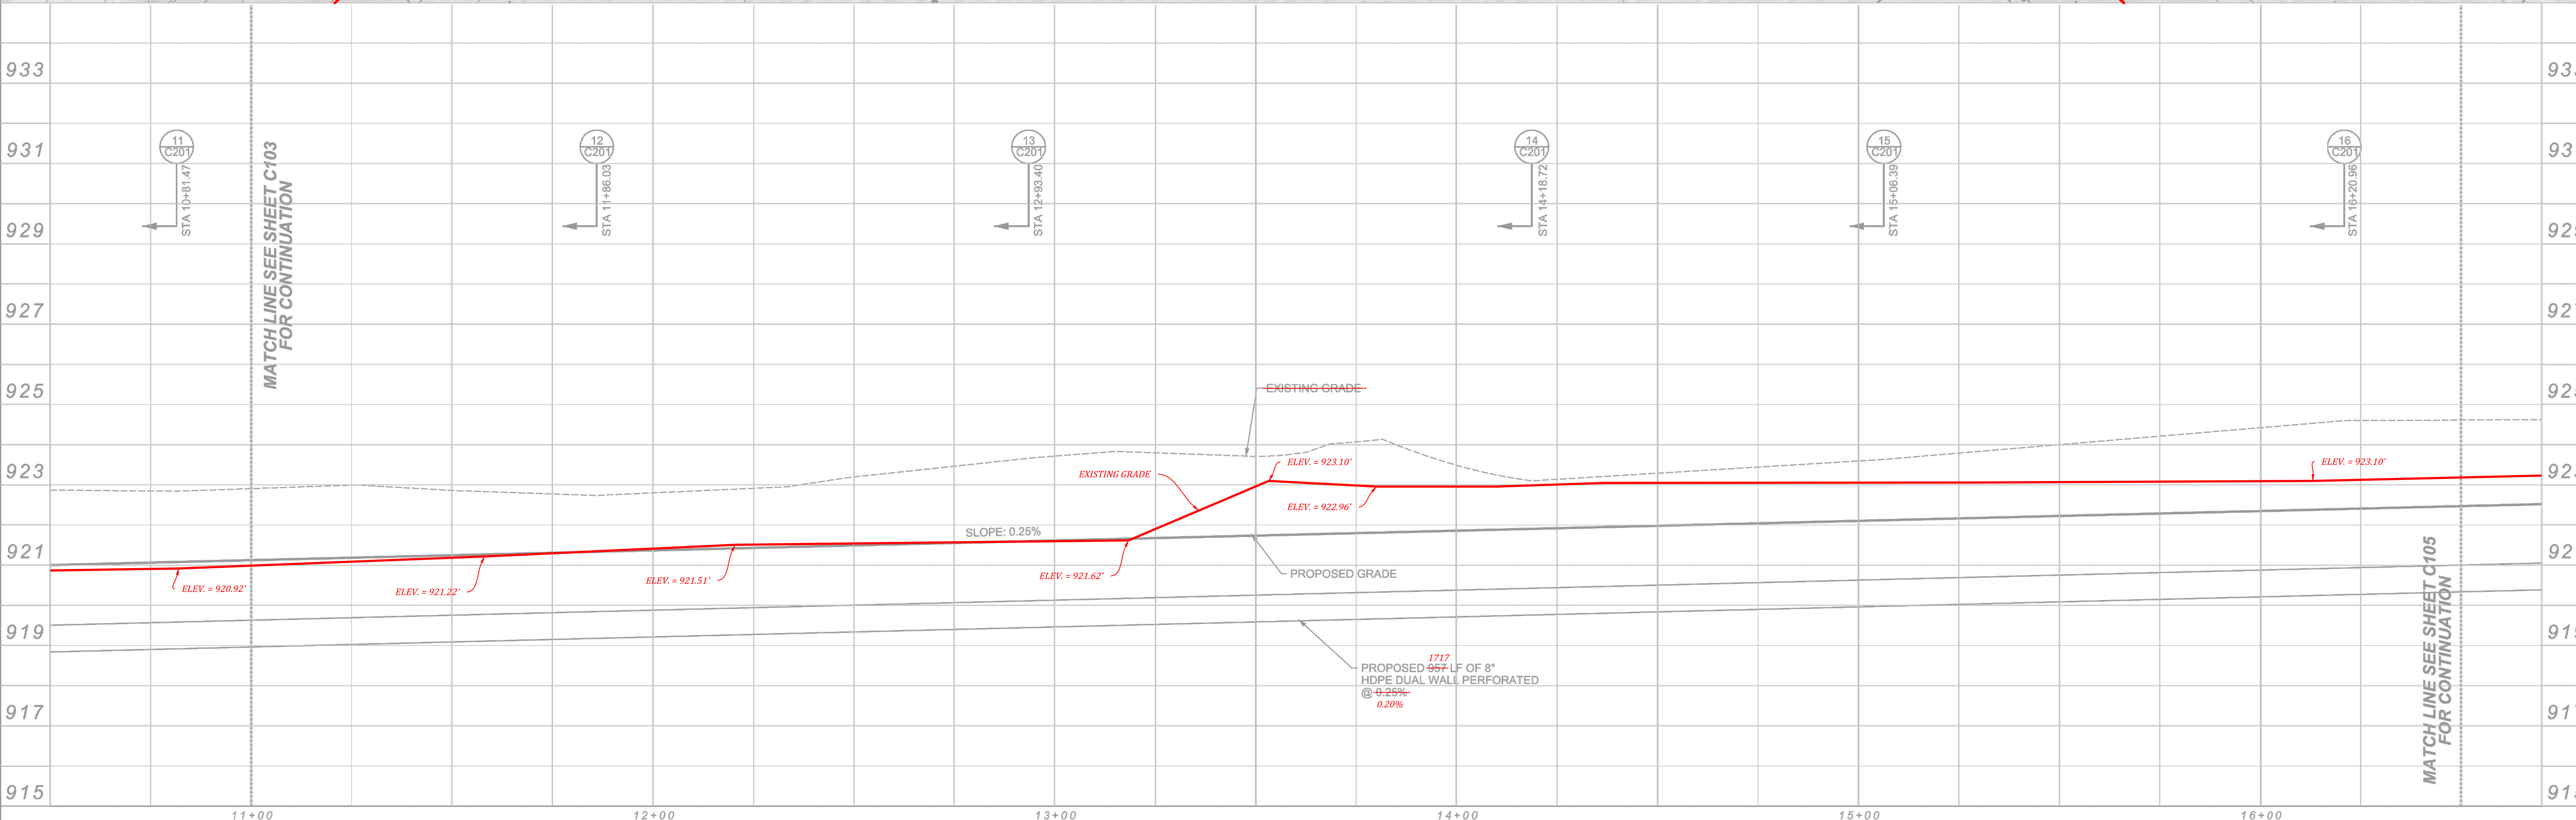 933
931
929
927
925
923
921
919
917
915
11
C201
STA 10+81.47
MATCH LINE SEE SHEET C103
FOR CONTINUATION
12
C201
STA 11+86.03
13
C201
STA 12+93.40
14
C201
STA 14+18.72
15
C201
STA 15+06.39
16
C201
STA 16+20.96
EXISTING GRADE
EXISTING GRADE
ELEV. = 923.10'
ELEV. = 922.96'
ELEV. = 923.10'
SLOPE: 0.25%
ELEV. = 920.92'
ELEV. = 921.22'
ELEV. = 921.51'
ELEV. = 921.62'
PROPOSED GRADE
1717
PROPOSED 957 LF OF 8"
HDPE DUAL WALL PERFORATED
@ 0.25%
0.20%
MATCH LINE SEE SHEET C105
FOR CONTINUATION
11+00
12+00
13+00
14+00
15+00
16+00